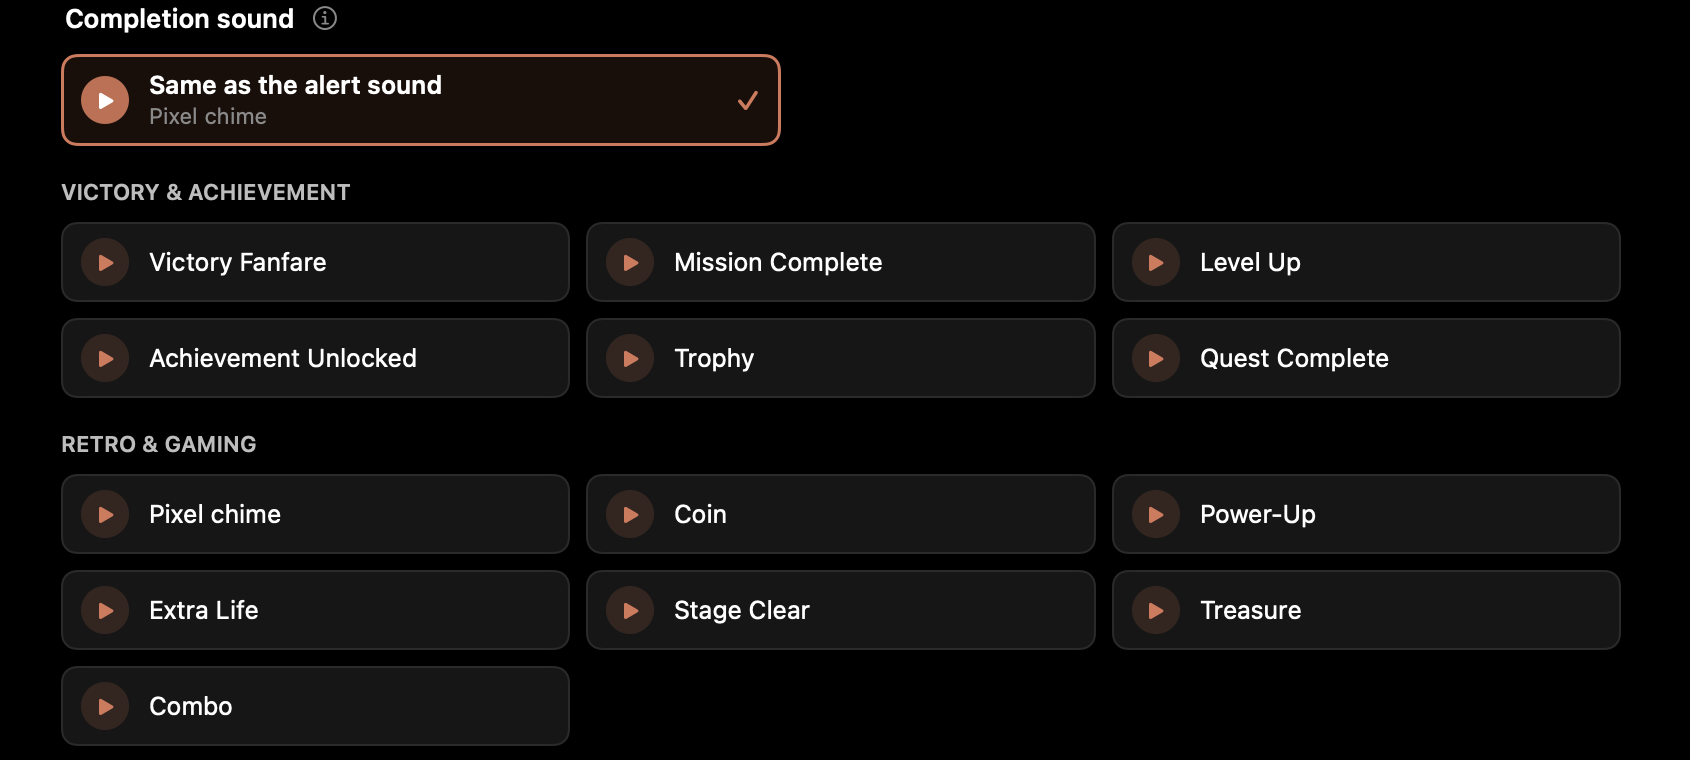 Completion sound
Same as the alert sound
Pixel chime
VICTORY & ACHIEVEMENT
Victory Fanfare
Mission Complete
Level Up
Achievement Unlocked
Trophy
Quest Complete
RETRO & GAMING
Pixel chime
Coin
Power-Up
Extra Life
Stage Clear
Treasure
Combo